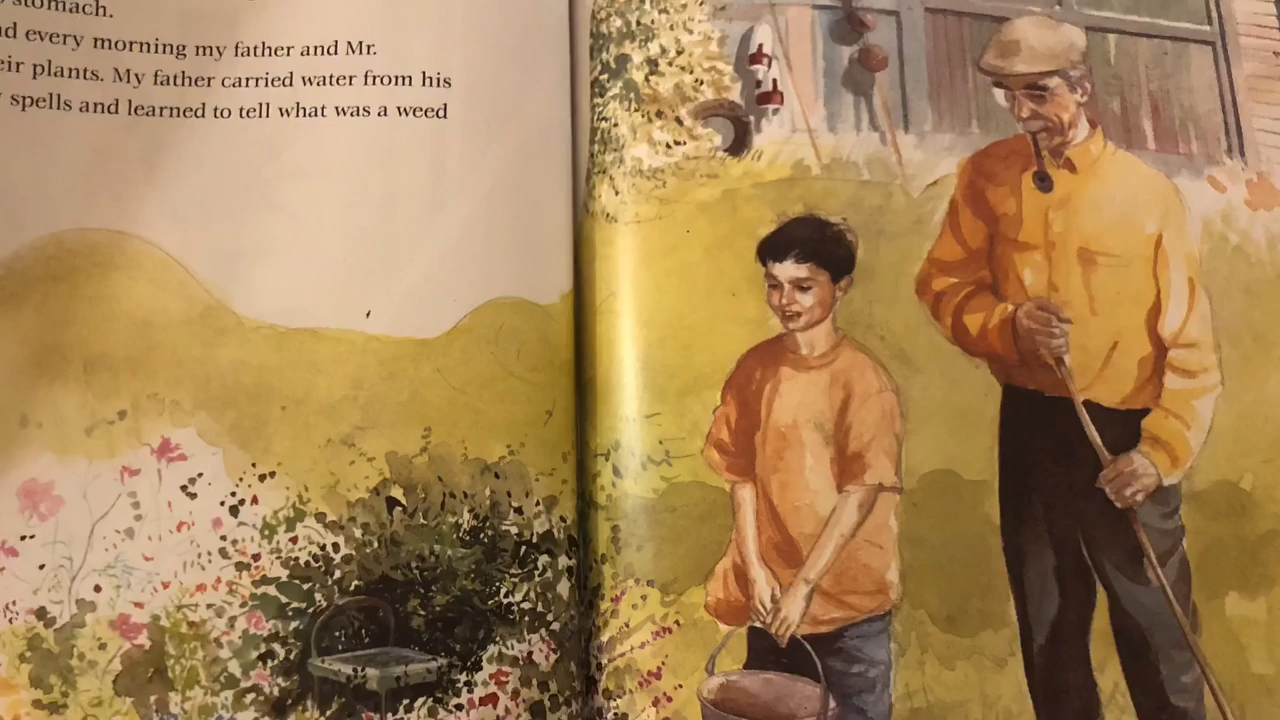 stomach.
every morning my father and Mr.
plants. My father carried water from his
spells and learned to tell what was a weed